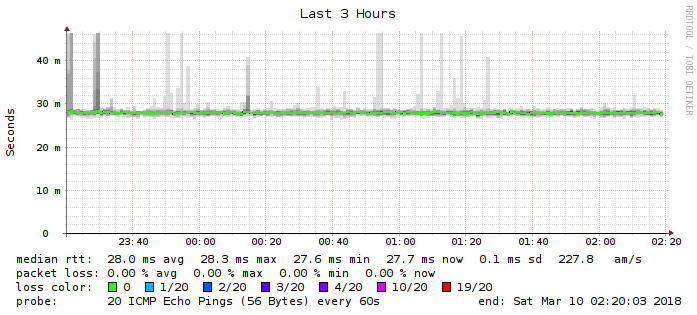 Last 3 Hours
RRDTOOL / TOBI OETIKER
Seconds
40 m
30 m
20 m
10 m
0
23:40 00:00 00:20 00:40 01:00 01:20 01:40 02:00 02:20
median rtt: 28.0 ms avg 28.3 ms max 27.6 ms min 27.7 ms now 0.1 ms sd 227.8 am/s
packet loss: 0.00 % avg 0.00 % max 0.00 % min 0.00 % now
loss color: 0 1/20 2/20 3/20 4/20 10/20 19/20
probe: 20 ICMP Echo Pings (56 Bytes) every 60s end: Sat Mar 10 02:20:03 2018